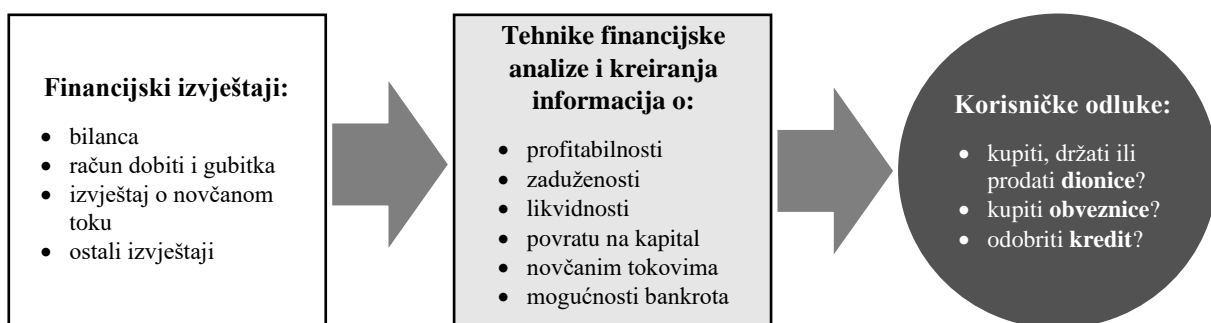 Financijski izvještaji:
• bilanca
• račun dobiti i gubitka
• izvještaj o novčanom
toku
• ostali izvještaji
Tehnike financijske
analize i kreiranja
informacija o:
• profitabilnosti
• zaduženosti
• likvidnosti
• povratu na kapital
• novčanim tokovima
• mogućnosti bankrota
Korisničke odluke:
• kupiti, držati ili
prodati dionice?
• kupiti obveznice?
• odobriti kredit?